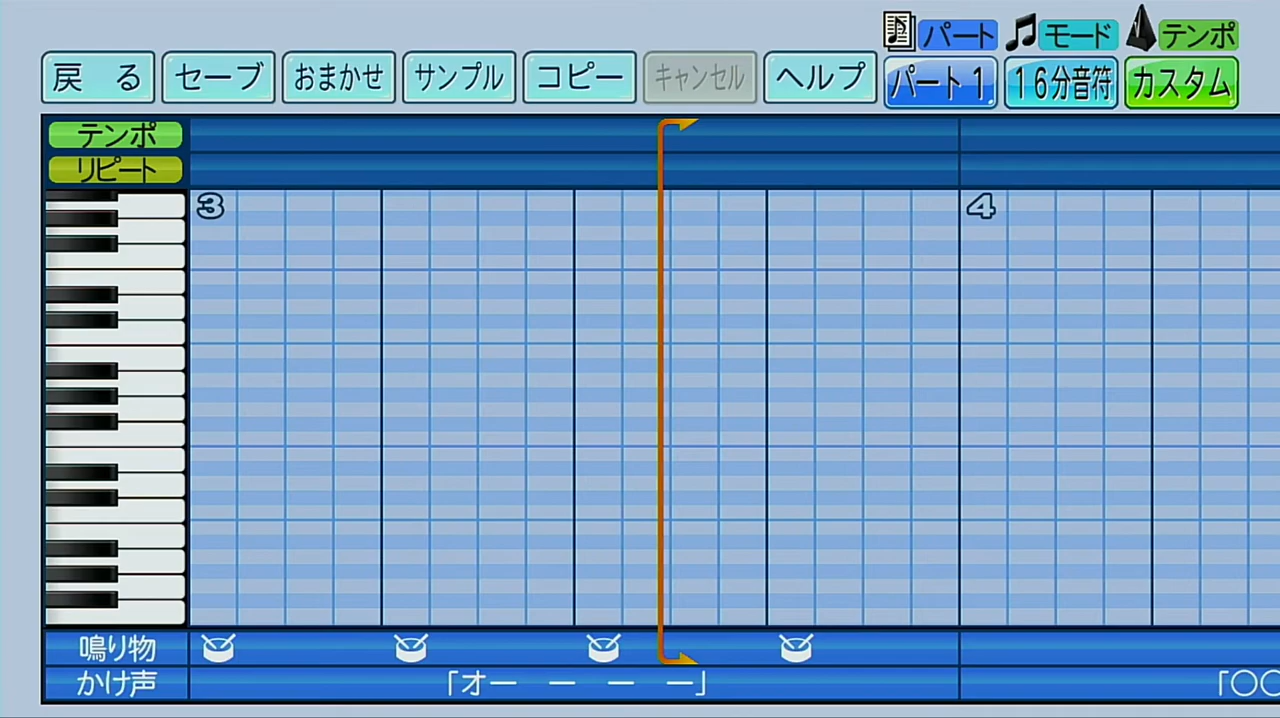 パート モード テンポ
戻 る セーブ おまかせ サンプル コピー キャンセル ヘルプ パート1 16分音符 カスタム
テンポ
リピート
3 4
鳴り物
かけ声 「オー ー ー ー」 「〇〇